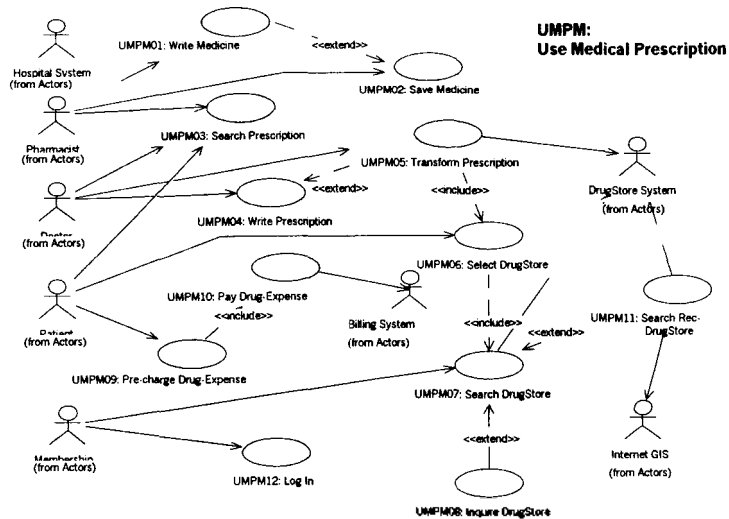 UMPM:
Use Medical Prescription
UMPM01: Write Medicine
<<extend>>
Hospital System
(from Actors)
UMPM02: Save Medicine
UMPM03: Search Prescription
Pharmacist
(from Actors)
UMPM05: Transform Prescription
<<extend>>
<<include>>
DrugStore System
(from Actors)
Doctor
(from Actors)
UMPM04: Write Prescription
UMPM06: Select DrugStore
UMPM10: Pay Drug-Expense
<<include>>
Billing System
(from Actors)
<<include>>
<<extend>>
UMPM11: Search Rec-
DrugStore
Patient
(from Actors)
UMPM09: Pre-charge Drug-Expense
UMPM07: Search DrugStore
<<extend>>
Membership
(from Actors)
UMPM12: Log In
Internet GIS
(from Actors)
UMPM08: Inquire DrugStore